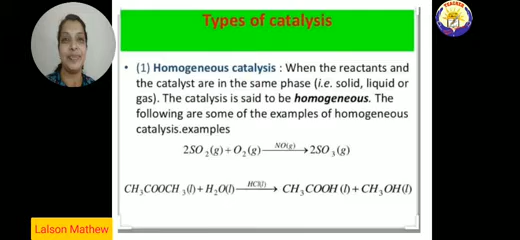 Types of catalysis
• (1) Homogeneous catalysis : When the reactants and
the catalyst are in the same phase (i.e. solid, liquid or
gas). The catalysis is said to be homogeneous. The
following are some of the examples of homogeneous
catalysis.examples
2SO₂(g)+O₂(g) —NO(g)→ 2SO₃(g)
CH₃COOCH₃(l)+H₂O(l) —HCl(l)→ CH₃COOH(l)+CH₃OH(l)
Lalson Mathew